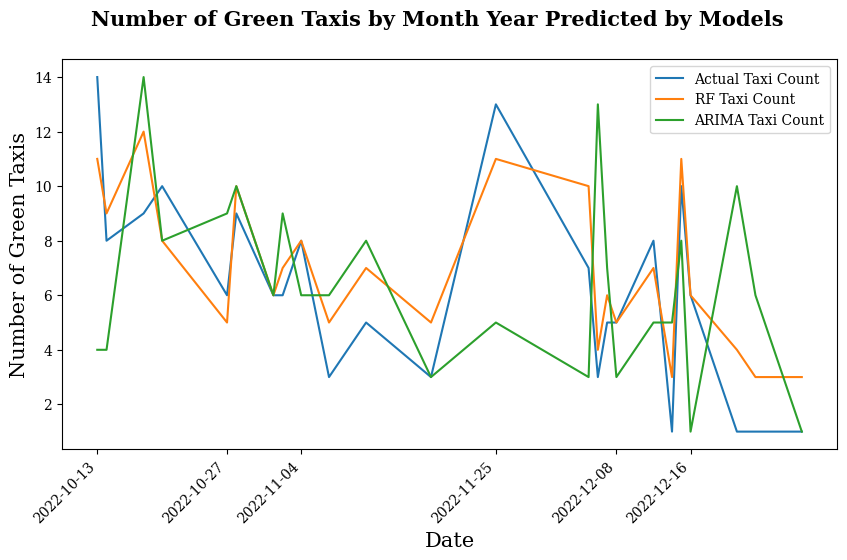 Number of Green Taxis by Month Year Predicted by Models
Actual Taxi Count
RF Taxi Count
ARIMA Taxi Count
Number of Green Taxis
14
12
10
8
6
4
2
2022-10-13
2022-10-27
2022-11-04
2022-11-25
2022-12-08
2022-12-16
Date